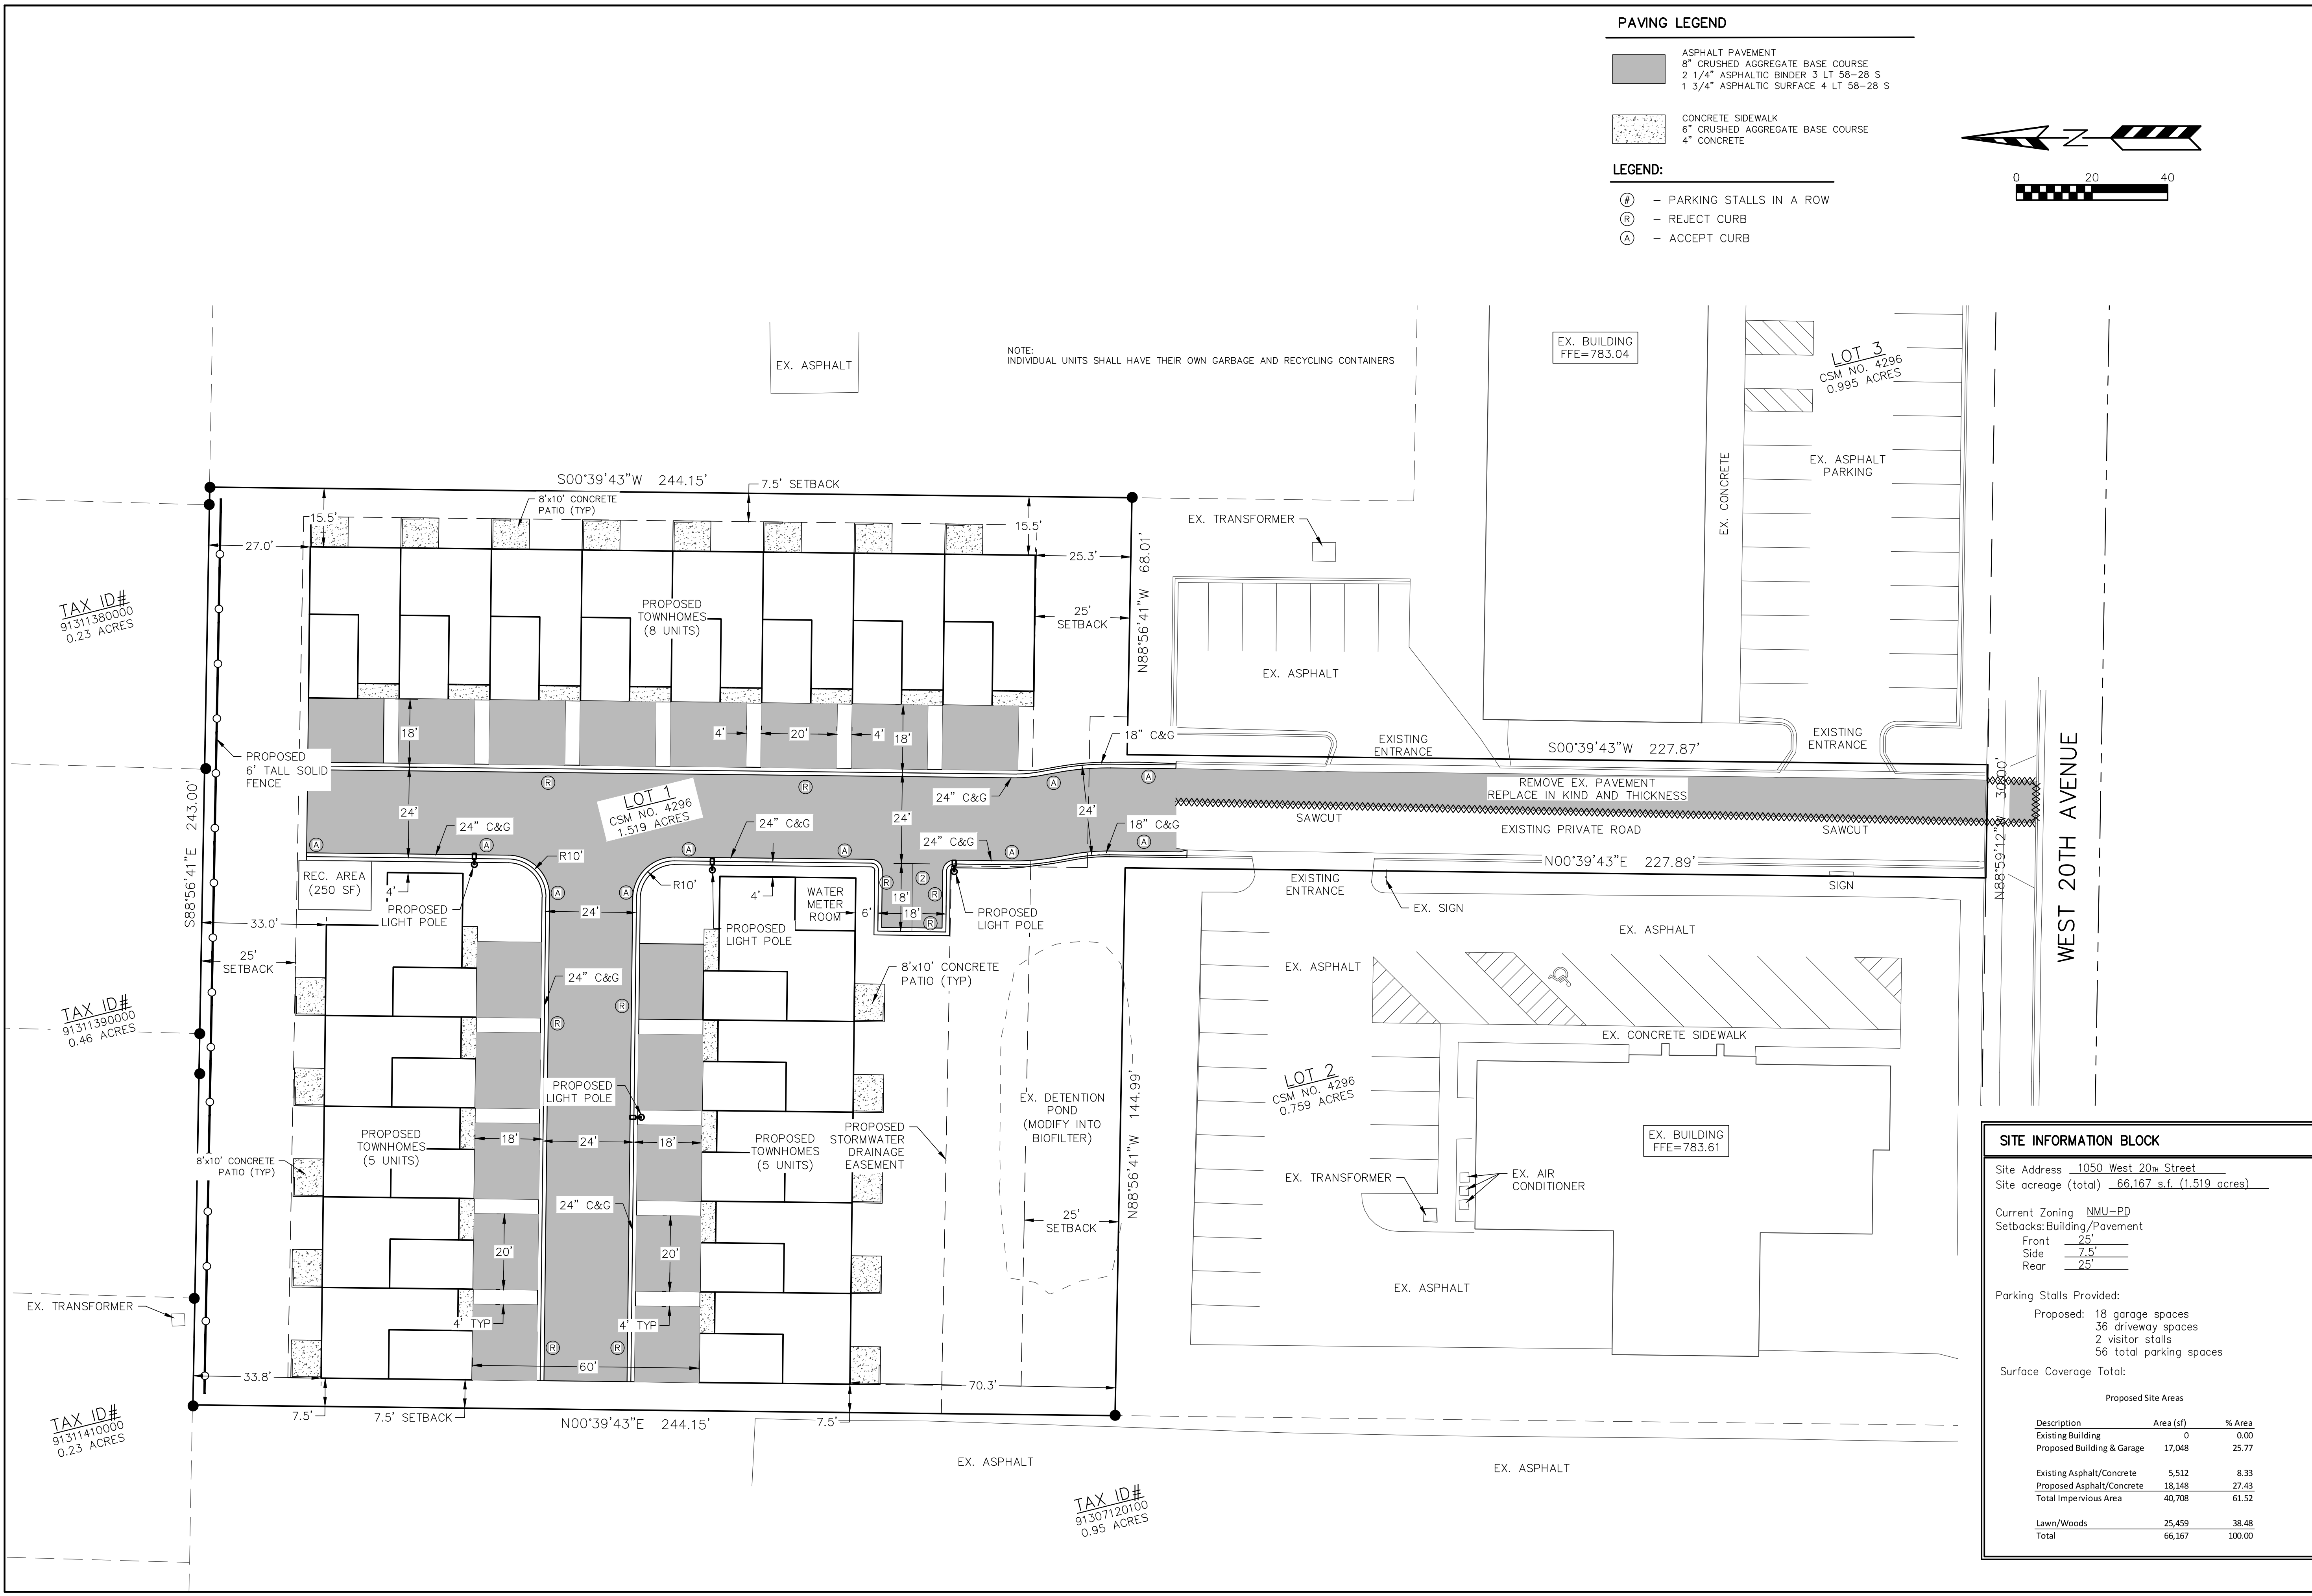 PAVING LEGEND
ASPHALT PAVEMENT
8" CRUSHED AGGREGATE BASE COURSE
2 1/4" ASPHALTIC BINDER 3 LT 58-28 S
1 3/4" ASPHALTIC SURFACE 4 LT 58-28 S
CONCRETE SIDEWALK
6" CRUSHED AGGREGATE BASE COURSE
4" CONCRETE
LEGEND:
# – PARKING STALLS IN A ROW
R – REJECT CURB
A – ACCEPT CURB
N
0 20 40
NOTE:
INDIVIDUAL UNITS SHALL HAVE THEIR OWN GARBAGE AND RECYCLING CONTAINERS
EX. ASPHALT
EX. BUILDING
FFE=783.04
LOT 3
CSM NO. 4296
0.995 ACRES
EX. CONCRETE
EX. ASPHALT
PARKING
S00°39'43"W 244.15'
7.5' SETBACK
8'x10' CONCRETE
PATIO (TYP)
15.5'
15.5'
27.0'
25.3'
25'
SETBACK
N88°56'41"W 68.01'
EX. TRANSFORMER
EX. ASPHALT
TAX ID#
91311380000
0.23 ACRES
PROPOSED
TOWNHOMES
(8 UNITS)
18'
4'
20'
4'
18'
18" C&G
EXISTING
ENTRANCE
S00°39'43"W 227.87'
EXISTING
ENTRANCE
PROPOSED
6' TALL SOLID
FENCE
S88°56'41"E 243.00'
24'
R
R
LOT 1
CSM NO. 4296
1.519 ACRES
24" C&G
A
A
24'
24'
REMOVE EX. PAVEMENT
REPLACE IN KIND AND THICKNESS
SAWCUT
EXISTING PRIVATE ROAD
SAWCUT
N88°59'12"W 30.00'
WEST 20TH AVENUE
A
24" C&G
A
R10'
A
24" C&G
A
24" C&G
A
18" C&G
A
N00°39'43"E 227.89'
REC. AREA
(250 SF)
4'
PROPOSED
LIGHT POLE
A
A
R10'
24'
4'
WATER
METER
ROOM
6'
R
2
R
18'
18'
R
PROPOSED
LIGHT POLE
PROPOSED
LIGHT POLE
EXISTING
ENTRANCE
EX. SIGN
SIGN
33.0'
25'
SETBACK
24" C&G
R
R
8'x10' CONCRETE
PATIO (TYP)
EX. ASPHALT
EX. ASPHALT
EX. CONCRETE SIDEWALK
TAX ID#
91311390000
0.46 ACRES
PROPOSED
LIGHT POLE
EX. DETENTION
POND
(MODIFY INTO
BIOFILTER)
N88°56'41"W 144.99'
LOT 2
CSM NO. 4296
0.759 ACRES
PROPOSED
TOWNHOMES
(5 UNITS)
18'
24'
18'
PROPOSED
TOWNHOMES
(5 UNITS)
PROPOSED
STORMWATER
DRAINAGE
EASEMENT
EX. BUILDING
FFE=783.61
8'x10' CONCRETE
PATIO (TYP)
EX. TRANSFORMER
EX. AIR
CONDITIONER
24" C&G
25'
SETBACK
20'
20'
EX. ASPHALT
EX. TRANSFORMER
4' TYP
4' TYP
R
R
60'
33.8'
70.3'
7.5'
7.5' SETBACK
N00°39'43"E 244.15'
7.5'
TAX ID#
91311410000
0.23 ACRES
EX. ASPHALT
EX. ASPHALT
TAX ID#
91307120100
0.95 ACRES
SITE INFORMATION BLOCK
Site Address 1050 West 20TH Street
Site acreage (total) 66,167 s.f. (1.519 acres)
Current Zoning NMU-PD
Setbacks: Building/Pavement
Front 25'
Side 7.5'
Rear 25'
Parking Stalls Provided:
Proposed: 18 garage spaces
36 driveway spaces
2 visitor stalls
56 total parking spaces
Surface Coverage Total:
Proposed Site Areas
Description Area (sf) % Area
Existing Building 0 0.00
Proposed Building & Garage 17,048 25.77
Existing Asphalt/Concrete 5,512 8.33
Proposed Asphalt/Concrete 18,148 27.43
Total Impervious Area 40,708 61.52
Lawn/Woods 25,459 38.48
Total 66,167 100.00